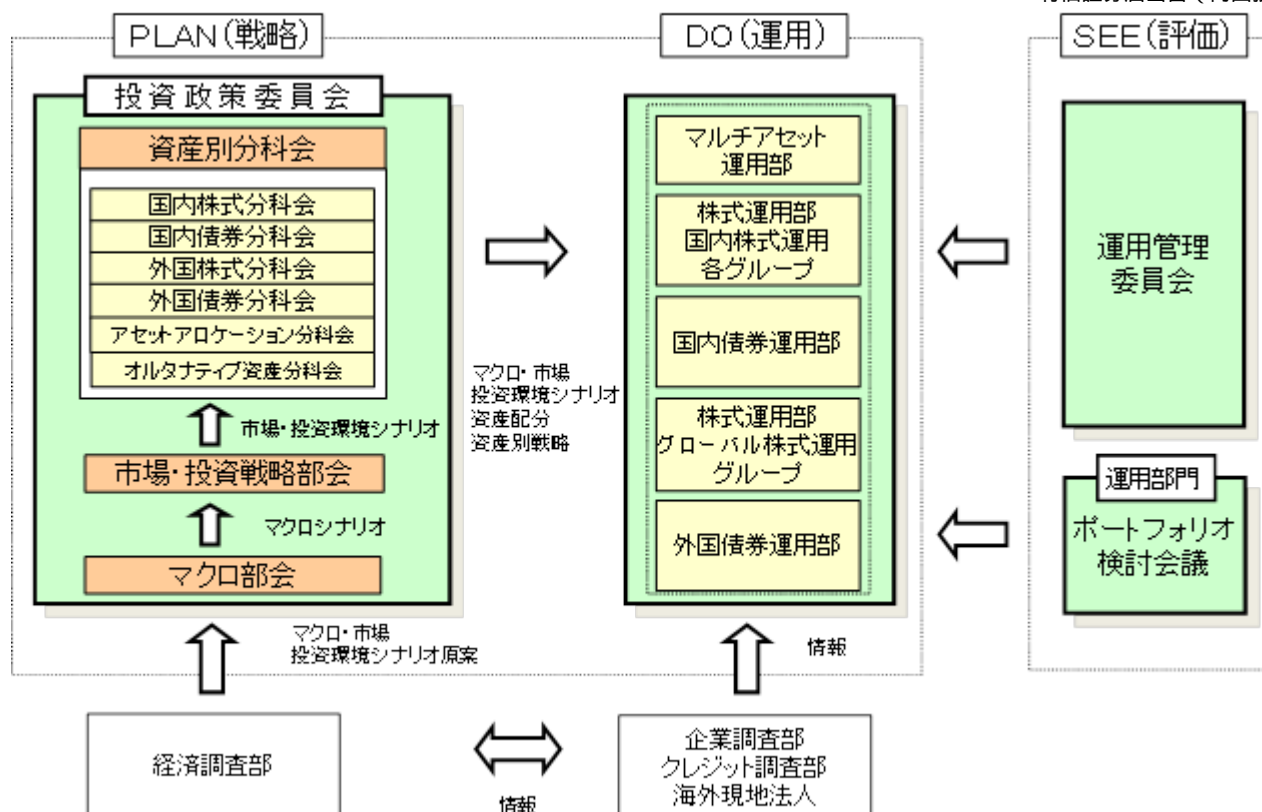 PLAN(戦略)
投資政策委員会
資産別分科会
国内株式分科会
国内債券分科会
外国株式分科会
外国債券分科会
アセットアロケーション分科会
オルタナティブ資産分科会
市場・投資環境シナリオ
市場・投資戦略部会
マクロシナリオ
マクロ部会
マクロ・市場
投資環境シナリオ原案
経済調査部
マクロ・市場
投資環境シナリオ
資産配分
資産別戦略
情報
DO(運用)
マルチアセット
運用部
株式運用部
国内株式運用
各グループ
国内債券運用部
株式運用部
グローバル株式運用
グループ
外国債券運用部
情報
企業調査部
クレジット調査部
海外現地法人
SEE(評価)
運用管理
委員会
運用部門
ポートフォリオ
検討会議